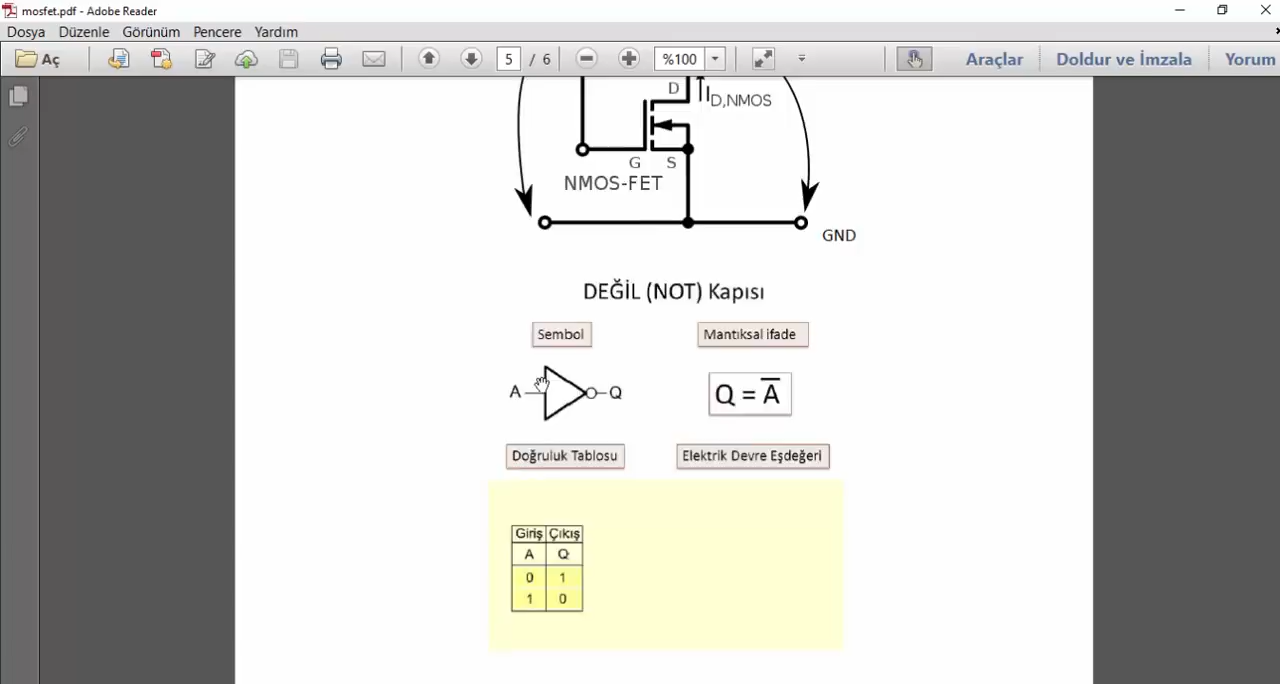 mosfet.pdf - Adobe Reader
Dosya Düzenle Görünüm Pencere Yardım
Aç 5 / 6 %100 Araçlar Doldur ve İmzala Yorum
D
ID,NMOS
G S
NMOS-FET
GND
DEĞİL (NOT) Kapısı
Sembol Mantıksal ifade
A Q Q = A̅
Doğruluk Tablosu Elektrik Devre Eşdeğeri
Giriş Çıkış
A Q
0 1
1 0